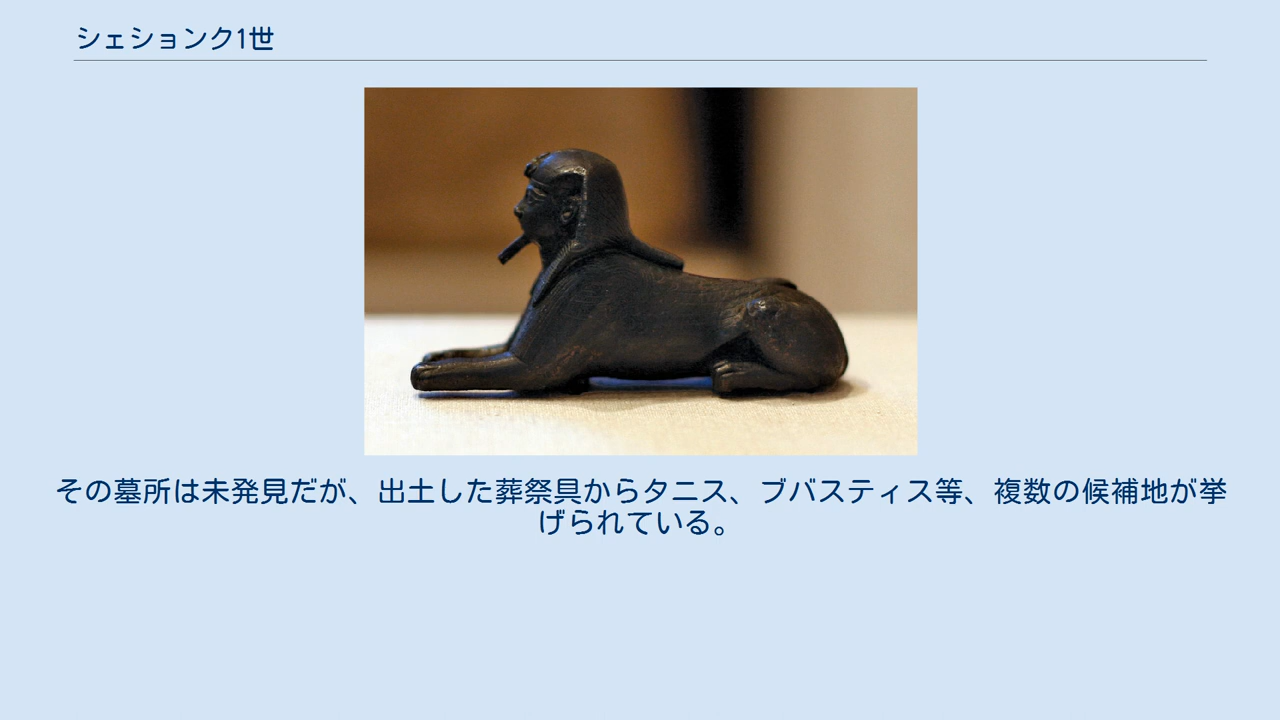 シェションク1世
その墓所は未発見だが、出土した葬祭具からタニス、ブバスティス等、複数の候補地が挙
げられている。